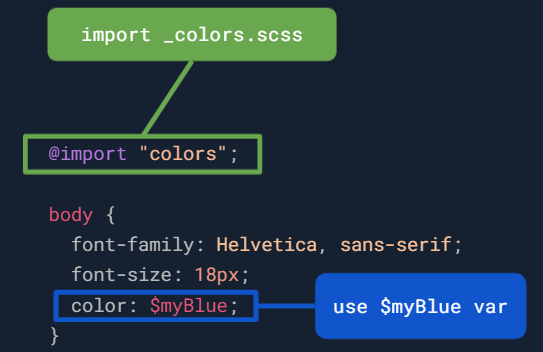 import _colors.scss
@import "colors";
body {
font-family: Helvetica, sans-serif;
font-size: 18px;
color: $myBlue;
use $myBlue var
}